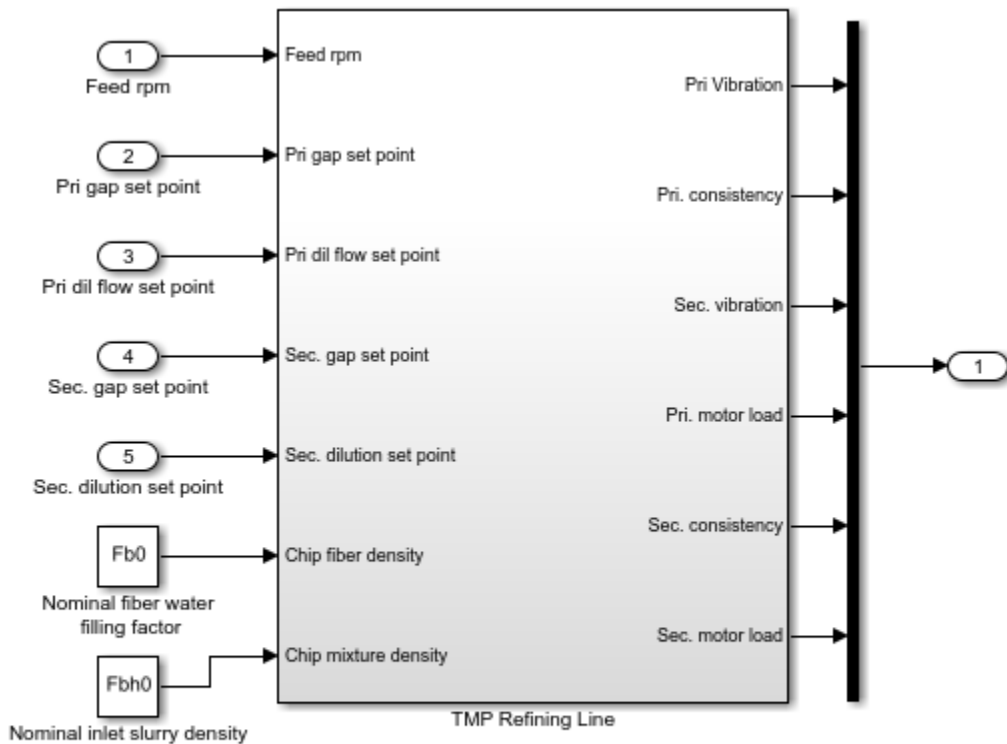 1
Feed rpm
2
Pri gap set point
3
Pri dil flow set point
4
Sec. gap set point
5
Sec. dilution set point
Fb0
Nominal fiber water
filling factor
Fbh0
Nominal inlet slurry density
Feed rpm
Pri gap set point
Pri dil flow set point
Sec. gap set point
Sec. dilution set point
Chip fiber density
Chip mixture density
Pri Vibration
Pri. consistency
Sec. vibration
Pri. motor load
Sec. consistency
Sec. motor load
TMP Refining Line
1